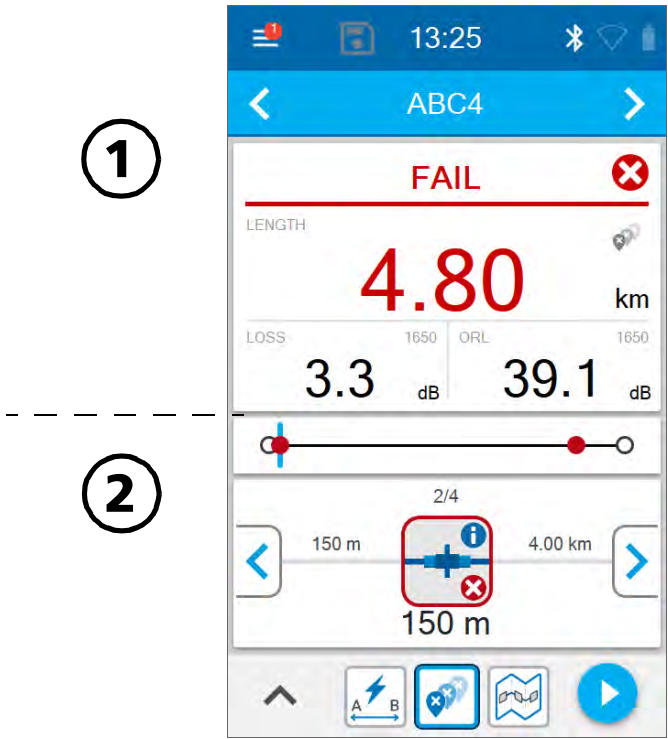 1
13:25
ABC4
1
FAIL
LENGTH
4.80 km
LOSS 1650 ORL 1650
3.3 dB 39.1 dB
2
2/4
150 m 4.00 km
150 m
A B